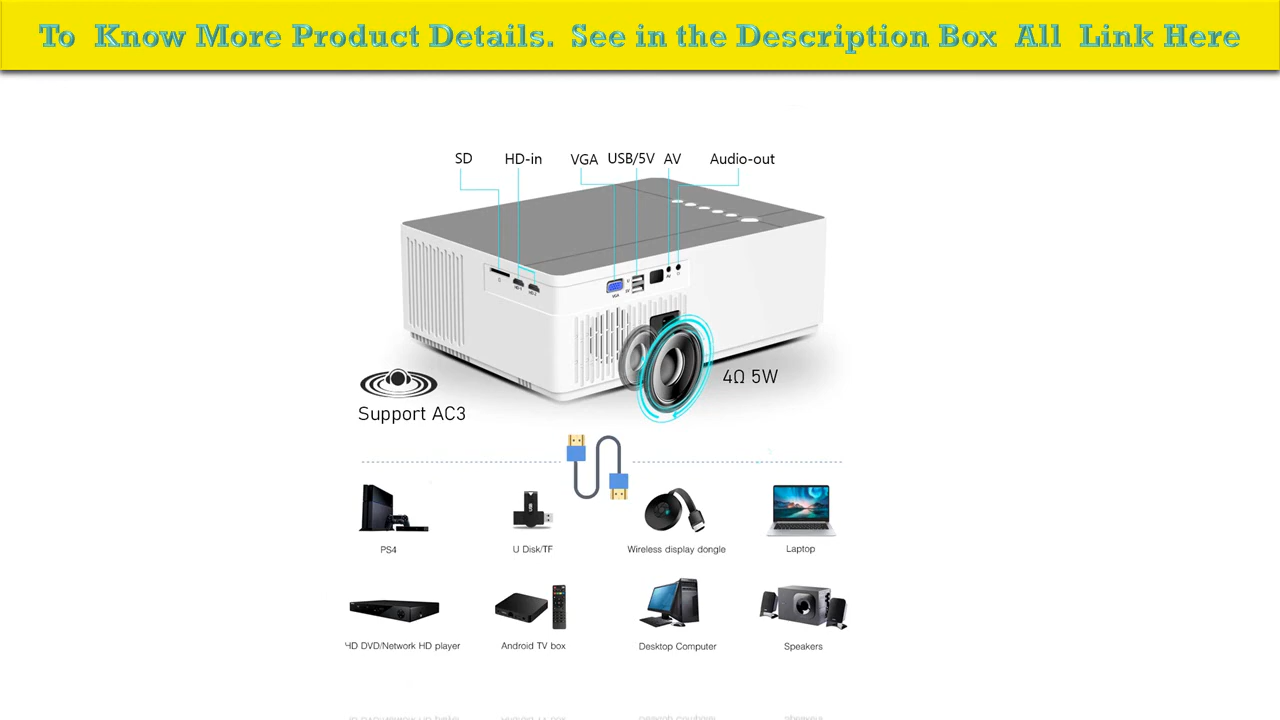 To Know More Product Details. See in the Description Box All Link Here
SD HD-in VGA USB/5V AV Audio-out
4Ω 5W
Support AC3
PS4 U Disk/TF Wireless display dongle Laptop
HD DVD/Network HD player Android TV box Desktop Computer Speakers